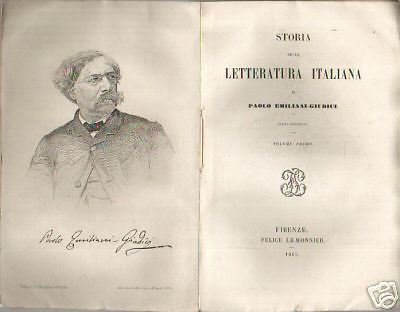 Paolo Emiliani-Giudici
STORIA
DELLA
LETTERATURA ITALIANA
DI
PAOLO EMILIANI-GIUDICI
VOLUME PRIMO.
FIRENZE.
FELICE LE MONNIER.